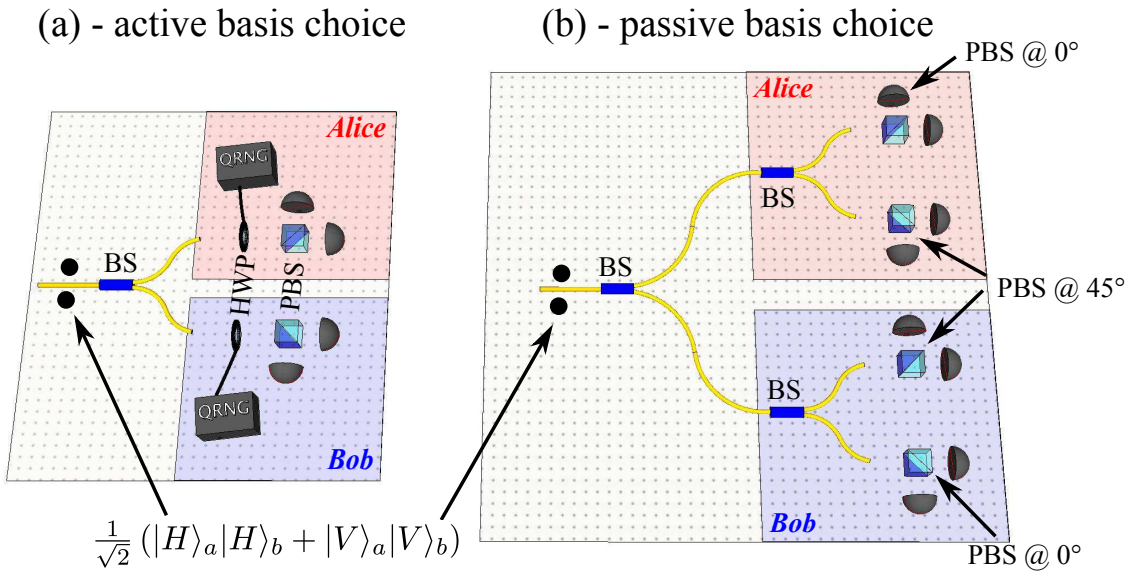 (a) - active basis choice
(b) - passive basis choice
PBS @ 0°
Alice
Alice
QRNG
BS
BS
HWP
PBS
BS
PBS @ 45°
BS
QRNG
Bob
Bob
1/√2 (|H⟩a|H⟩b + |V⟩a|V⟩b)
PBS @ 0°